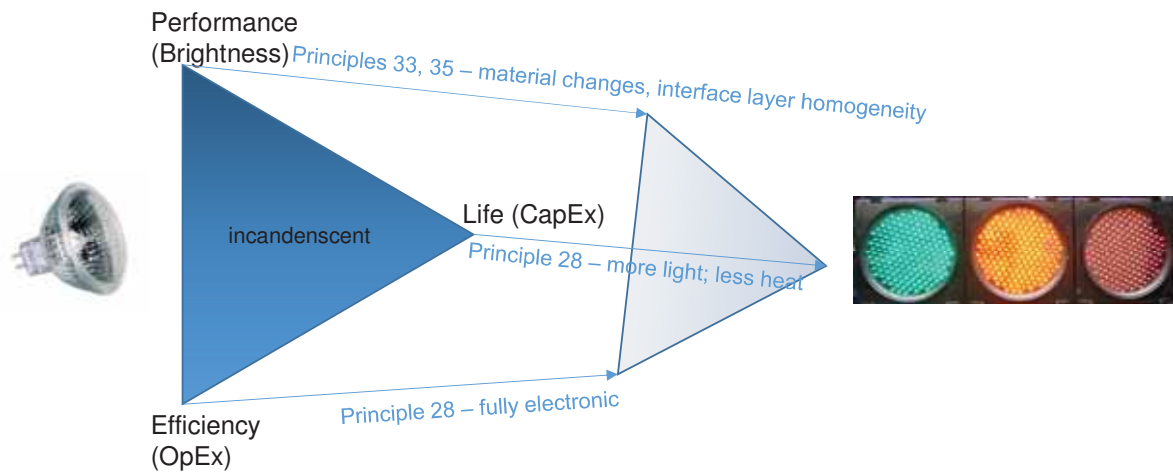 Performance
(Brightness)
Principles 33, 35 – material changes, interface layer homogeneity
Life (CapEx)
incandenscent
Principle 28 – more light; less heat
Principle 28 – fully electronic
Efficiency
(OpEx)